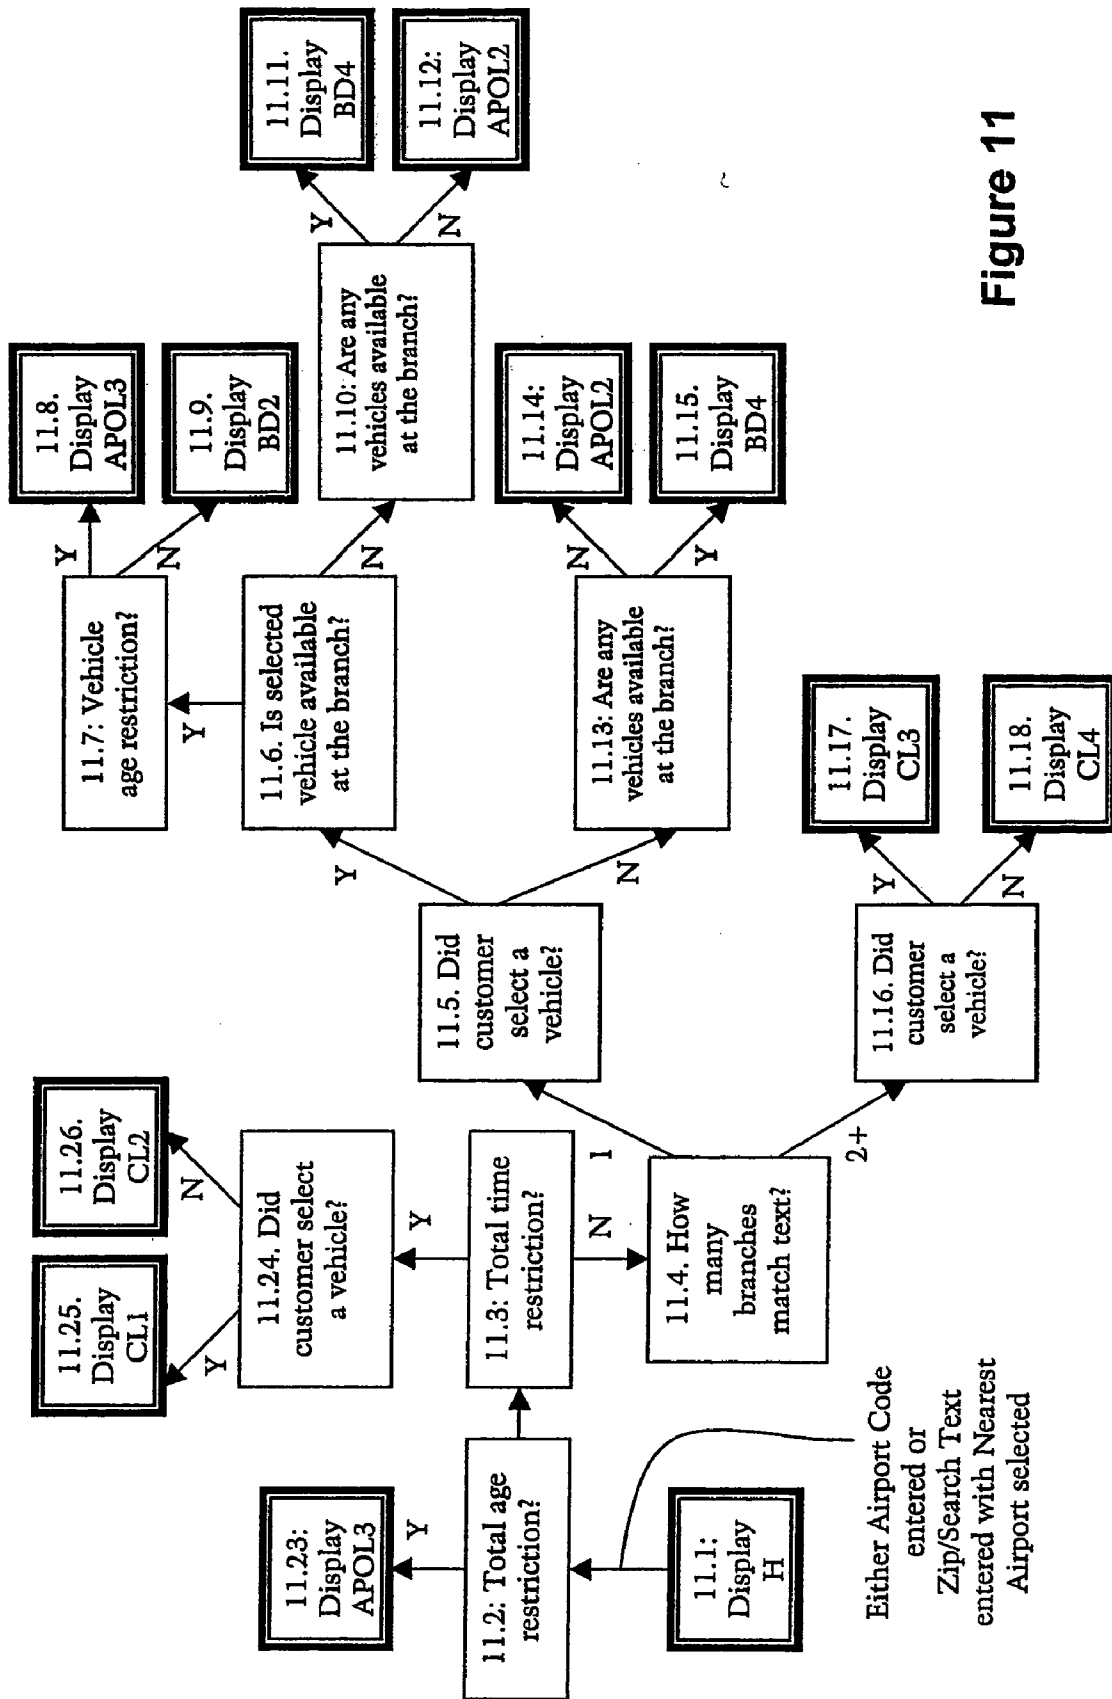 11.23:
Display
APOL3
Y
11.2: Total age
restriction?
11.1:
Display
H
Either Airport Code
entered or
Zip/Search Text
entered with Nearest
Airport selected
11.25.
Display
CL1
11.26.
Display
CL2
Y
N
11.24. Did
customer select
a vehicle?
Y
11.3: Total time
restriction?
N
11.4. How
many
branches
match text?
1
2+
11.5. Did
customer
select a
vehicle?
Y
N
11.16. Did
customer
select a
vehicle?
Y
N
11.7: Vehicle
age restriction?
Y
N
Y
11.6. Is selected
vehicle available
at the branch?
N
11.13: Are any
vehicles available
at the branch?
N
Y
11.17.
Display
CL3
11.18.
Display
CL4
11.8.
Display
APOL3
11.9.
Display
BD2
11.10: Are any
vehicles available
at the branch?
Y
N
11.14:
Display
APOL2
11.15.
Display
BD4
11.11.
Display
BD4
11.12:
Display
APOL2
Figure 11